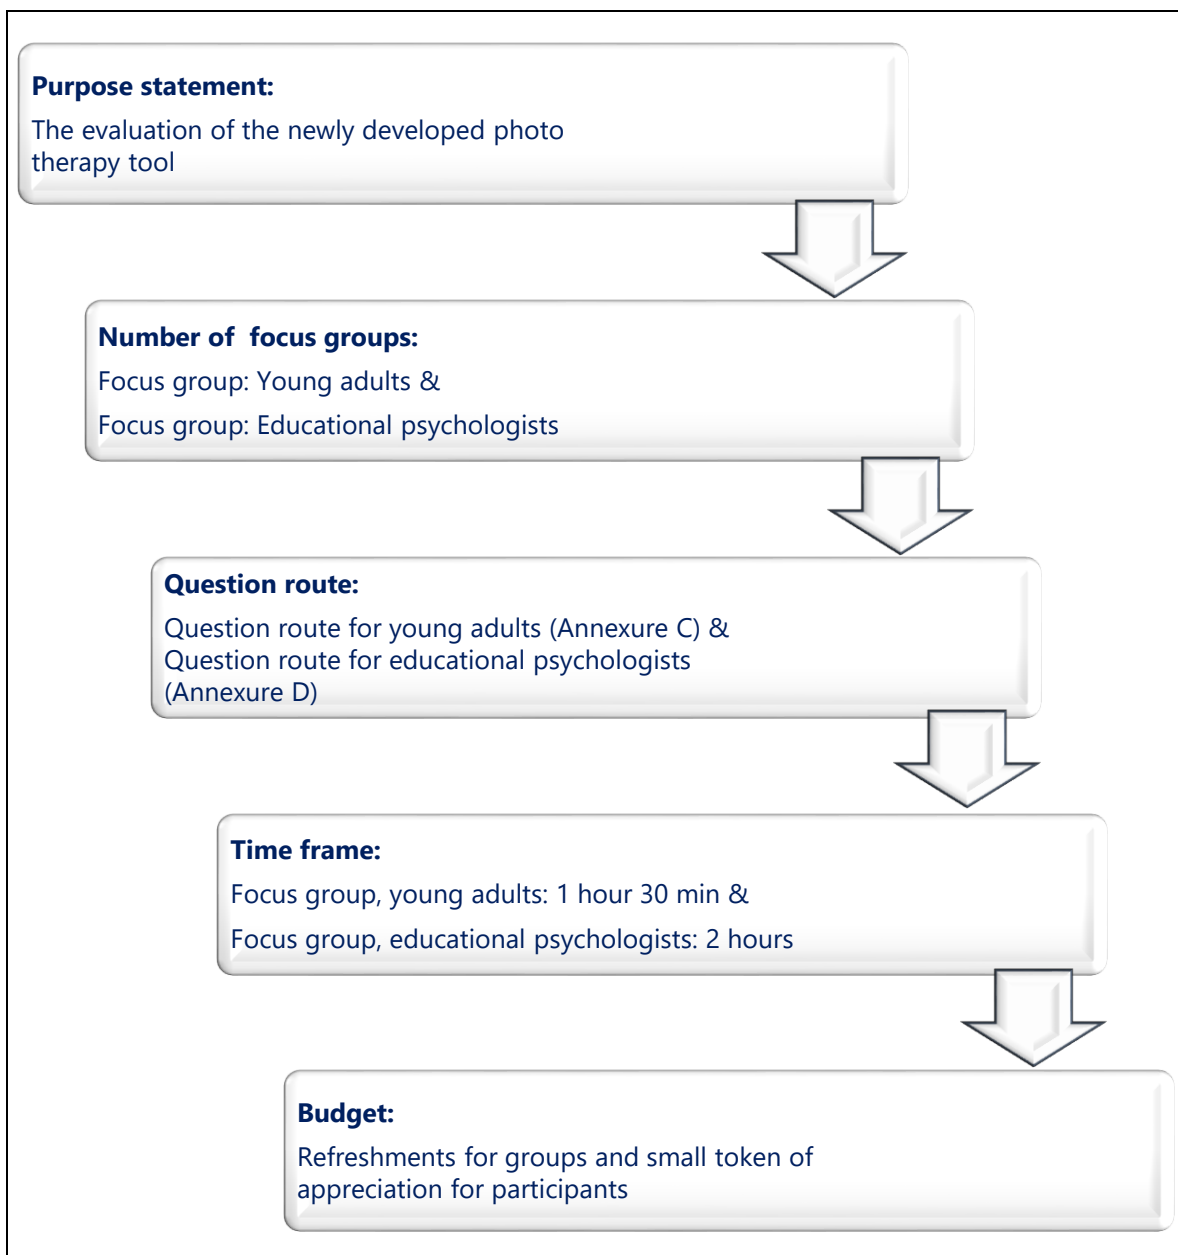 Purpose statement:
The evaluation of the newly developed photo
therapy tool
Number of  focus groups:
Focus group: Young adults &
Focus group: Educational psychologists
Question route:
Question route for young adults (Annexure C) &
Question route for educational psychologists
(Annexure D)
Time frame:
Focus group, young adults: 1 hour 30 min &
Focus group, educational psychologists: 2 hours
Budget:
Refreshments for groups and small token of
appreciation for participants